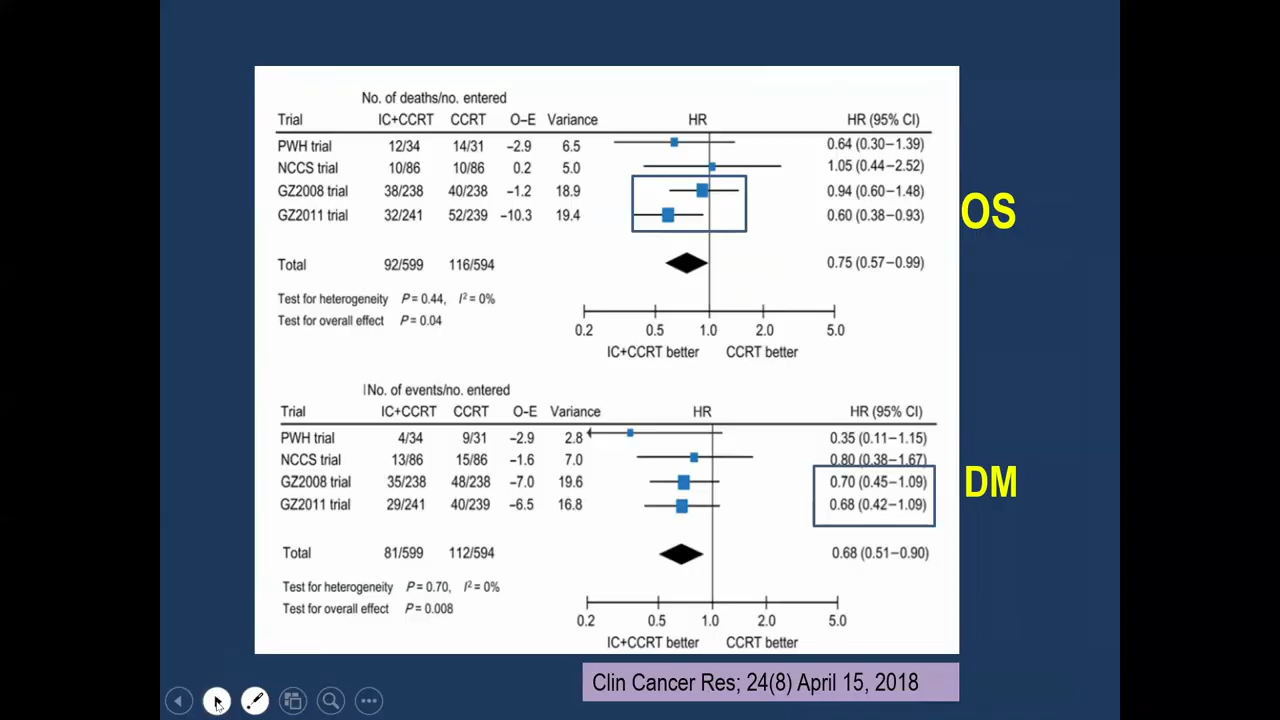 No. of deaths/no. entered
Trial IC+CCRT CCRT O–E Variance HR HR (95% CI)
PWH trial 12/34 14/31 −2.9 6.5 0.64 (0.30−1.39)
NCCS trial 10/86 10/86 0.2 5.0 1.05 (0.44−2.52)
GZ2008 trial 38/238 40/238 −1.2 18.9 0.94 (0.60−1.48)
GZ2011 trial 32/241 52/239 −10.3 19.4 0.60 (0.38−0.93)
OS
Total 92/599 116/594 0.75 (0.57−0.99)
Test for heterogeneity P = 0.44, I² = 0%
Test for overall effect P = 0.04
0.2 0.5 1.0 2.0 5.0
IC+CCRT better CCRT better
No. of events/no. entered
Trial IC+CCRT CCRT O–E Variance HR HR (95% CI)
PWH trial 4/34 9/31 −2.9 2.8 0.35 (0.11−1.15)
NCCS trial 13/86 15/86 −1.6 7.0 0.80 (0.38−1.67)
GZ2008 trial 35/238 48/238 −7.0 19.6 0.70 (0.45−1.09)
GZ2011 trial 29/241 40/239 −6.5 16.8 0.68 (0.42−1.09)
DM
Total 81/599 112/594 0.68 (0.51−0.90)
Test for heterogeneity P = 0.70, I² = 0%
Test for overall effect P = 0.008
0.2 0.5 1.0 2.0 5.0
IC+CCRT better CCRT better
Clin Cancer Res; 24(8) April 15, 2018